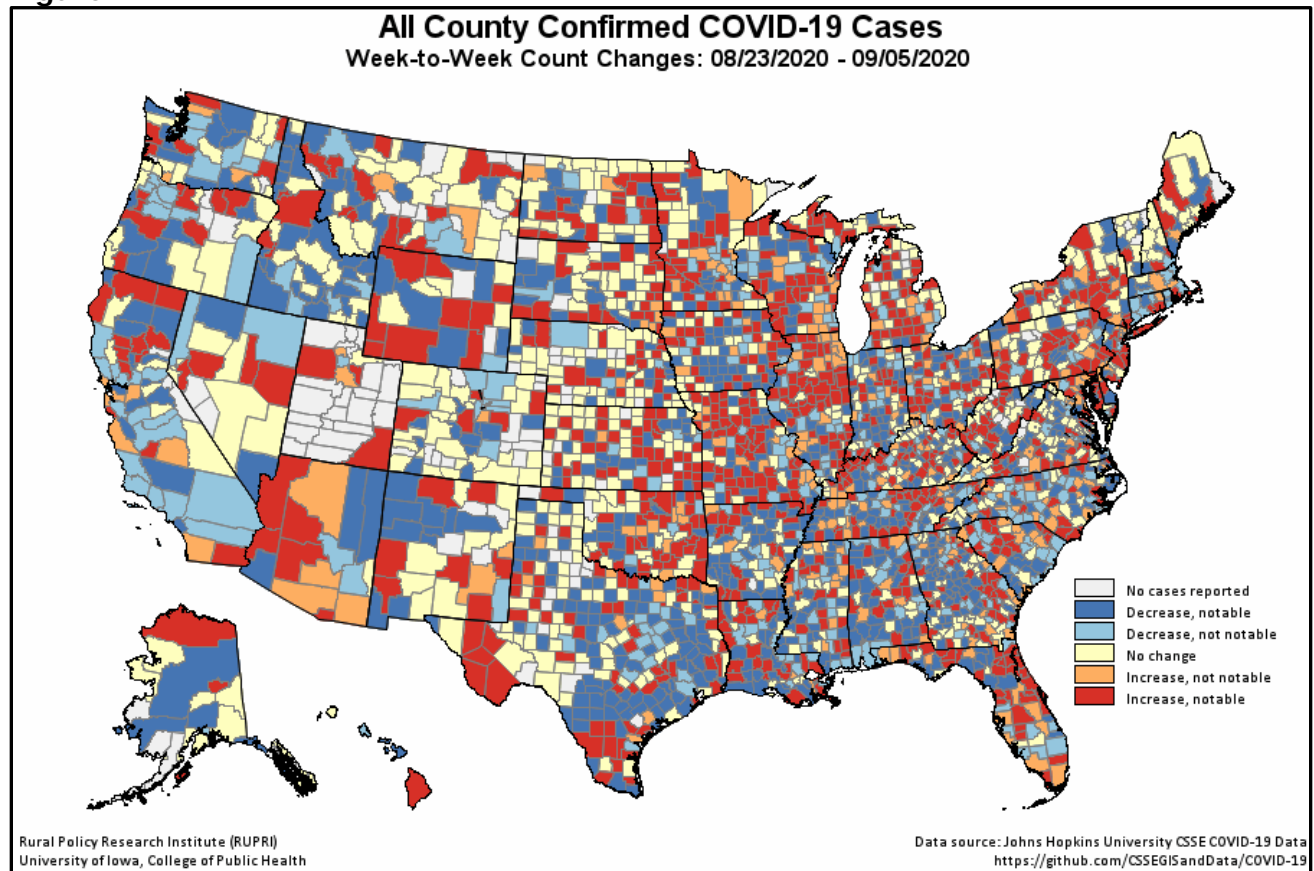 All County Confirmed COVID-19 Cases
Week-to-Week Count Changes: 08/23/2020 - 09/05/2020
No cases reported
Decrease, notable
Decrease, not notable
No change
Increase, not notable
Increase, notable
Rural Policy Research Institute (RUPRI)
University of Iowa, College of Public Health
Data source: Johns Hopkins University CSSE COVID-19 Data
https://github.com/CSSEGISandData/COVID-19